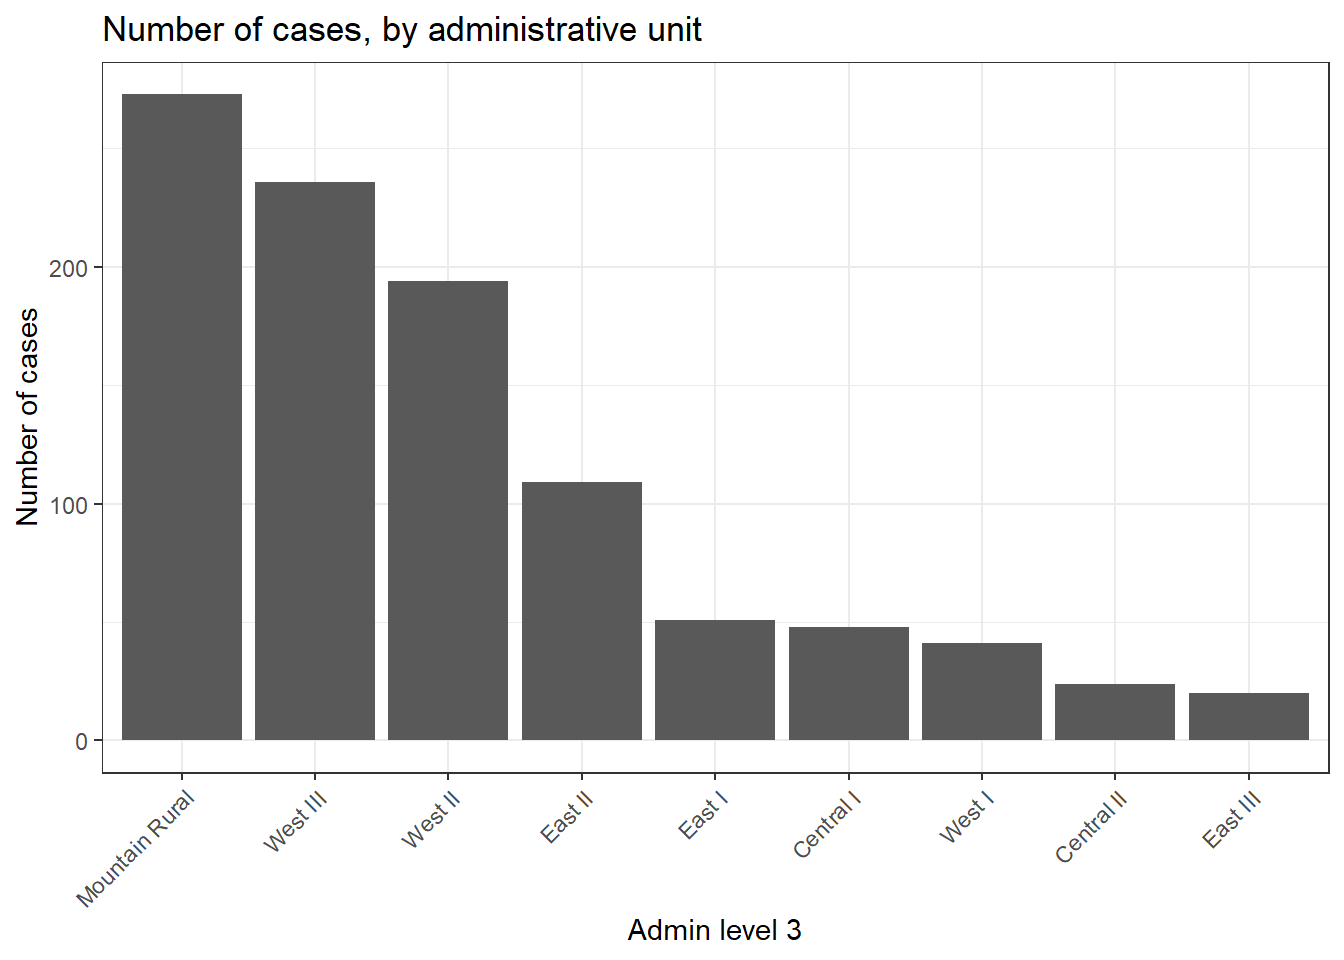 Number of cases, by administrative unit
Number of cases
200
100
0
Mountain Rural
West III
West II
East II
East I
Central I
West I
Central II
East III
Admin level 3